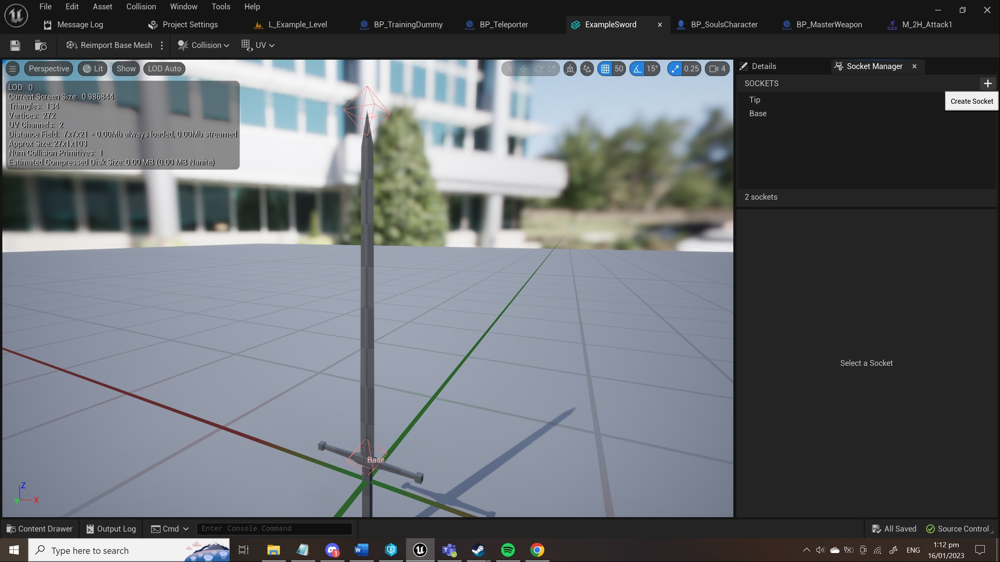 File Edit Asset Collision Window Tools Help
Message Log Project Settings L_Example_Level BP_TrainingDummy BP_Teleporter ExampleSword BP_SoulsCharacter BP_MasterWeapon M_2H_Attack1
Reimport Base Mesh Collision UV
Perspective Lit Show LOD Auto 50 15° 0.25 4
LOD: 0
Current Screen Size: 0.986844
Triangles: 134
Vertices: 272
UV Channels: 2
Distance Field: 7x7x21 = 0.00Mb always loaded, 0.00Mb streamed
Approx Size: 27x1x103
Num Collision Primitives: 1
Estimated Compressed Disk Size: 0.00 MB (0.00 MB Nanite)
Details Socket Manager
SOCKETS
Create Socket
Tip
Base
2 sockets
Select a Socket
Tip
Base
Z
Y X
Content Drawer Output Log Cmd Enter Console Command All Saved Source Control
Type here to search 1 ENG 1:12 pm
16/01/2023